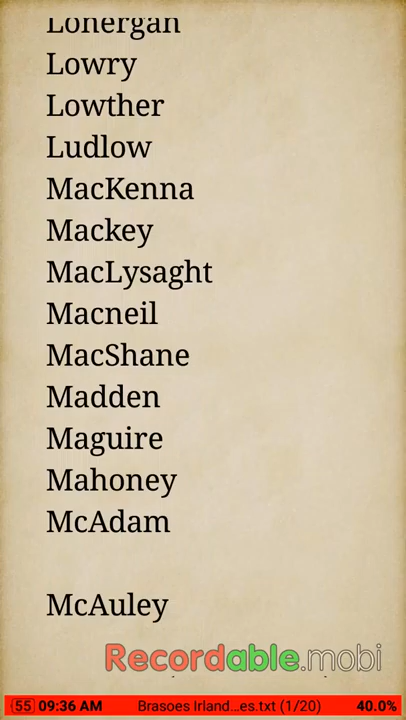 Lonergan
Lowry
Lowther
Ludlow
MacKenna
Mackey
MacLysaght
Macneil
MacShane
Madden
Maguire
Mahoney
McAdam
McAuley
Recordable.mobi
55 09:36 AM Brasoes Irland...es.txt (1/20) 40.0%